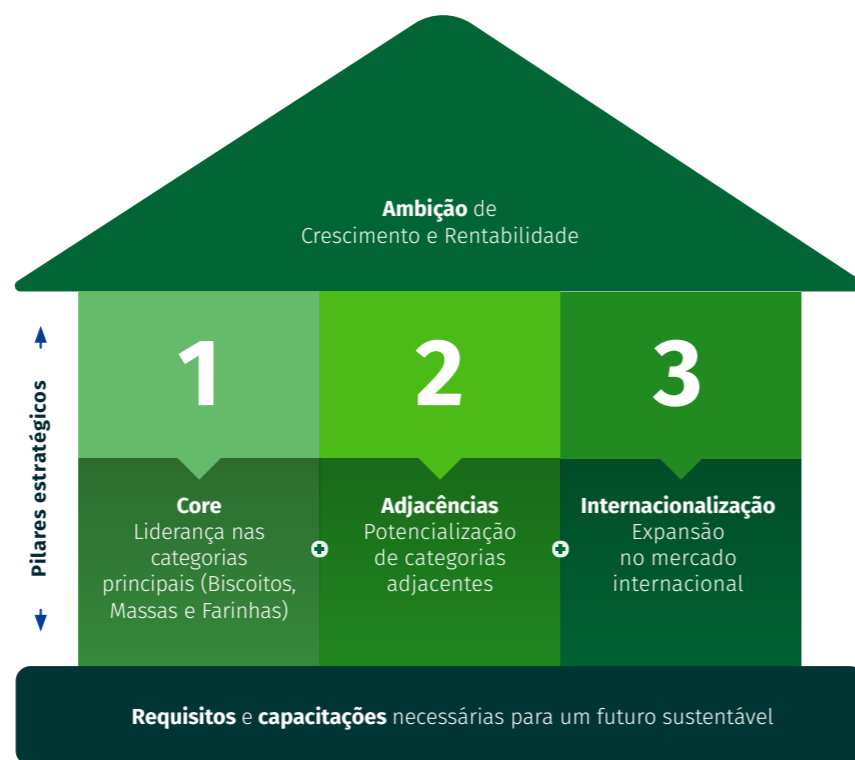 Ambição de
Crescimento e Rentabilidade
Pilares estratégicos
1
Core
Liderança nas
categorias
principais (Biscoitos,
Massas e Farinhas)
2
Adjacências
Potencialização
de categorias
adjacentes
3
Internacionalização
Expansão
no mercado
internacional
Requisitos e capacitações necessárias para um futuro sustentável